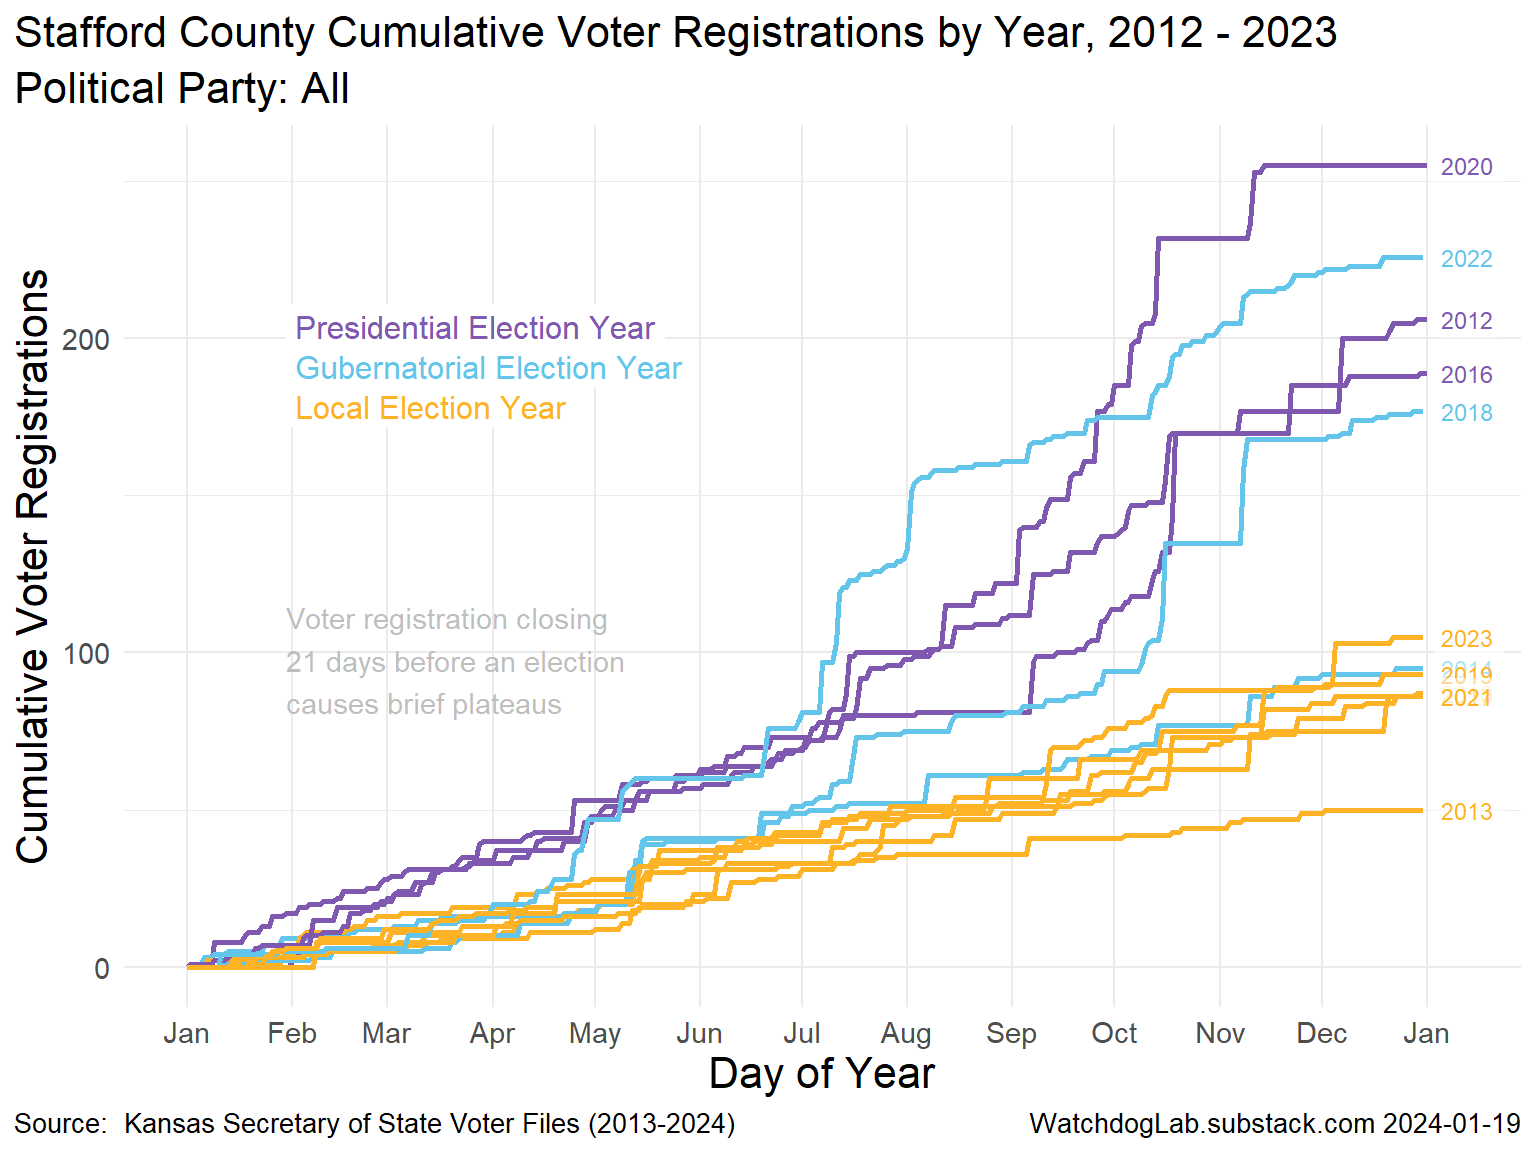 Stafford County Cumulative Voter Registrations by Year, 2012 - 2023
Political Party: All
Cumulative Voter Registrations
200
100
0
Presidential Election Year
Gubernatorial Election Year
Local Election Year
Voter registration closing
21 days before an election
causes brief plateaus
2020
2022
2012
2016
2018
2023
2019
2021
2013
Jan Feb Mar Apr May Jun Jul Aug Sep Oct Nov Dec Jan
Day of Year
Source:  Kansas Secretary of State Voter Files (2013-2024)
WatchdogLab.substack.com 2024-01-19